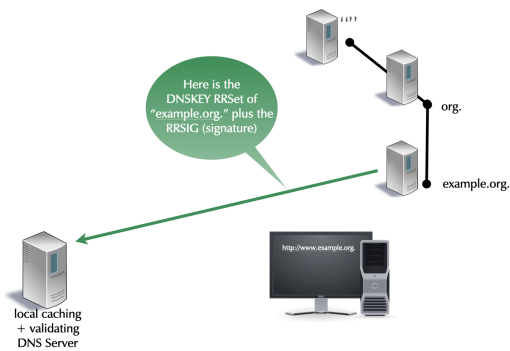 “”
Here is the
DNSKEY RRSet of
“example.org.” plus the
RRSIG (signature)
org.
example.org.
http://www.example.org.
local caching
+ validating
DNS Server